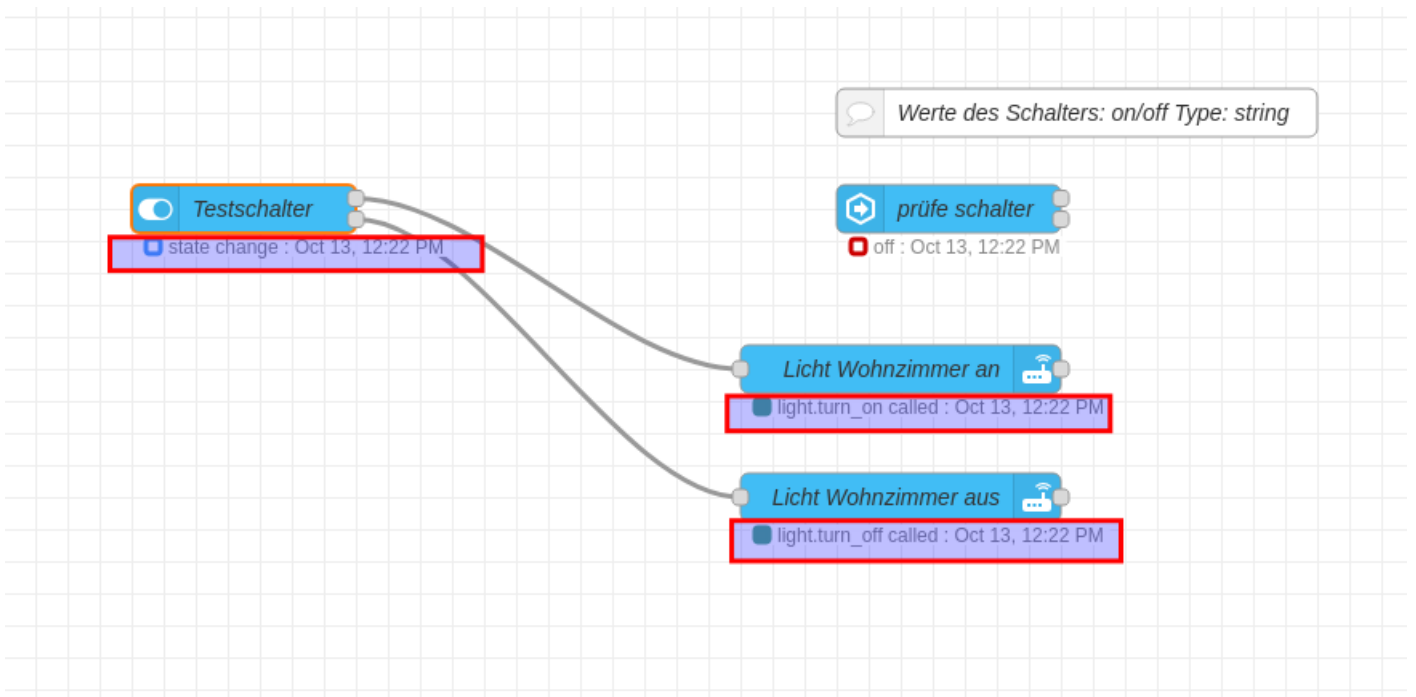 Werte des Schalters: on/off Type: string
Testschalter
state change : Oct 13, 12:22 PM
prüfe schalter
off : Oct 13, 12:22 PM
Licht Wohnzimmer an
light.turn_on called : Oct 13, 12:22 PM
Licht Wohnzimmer aus
light.turn_off called : Oct 13, 12:22 PM